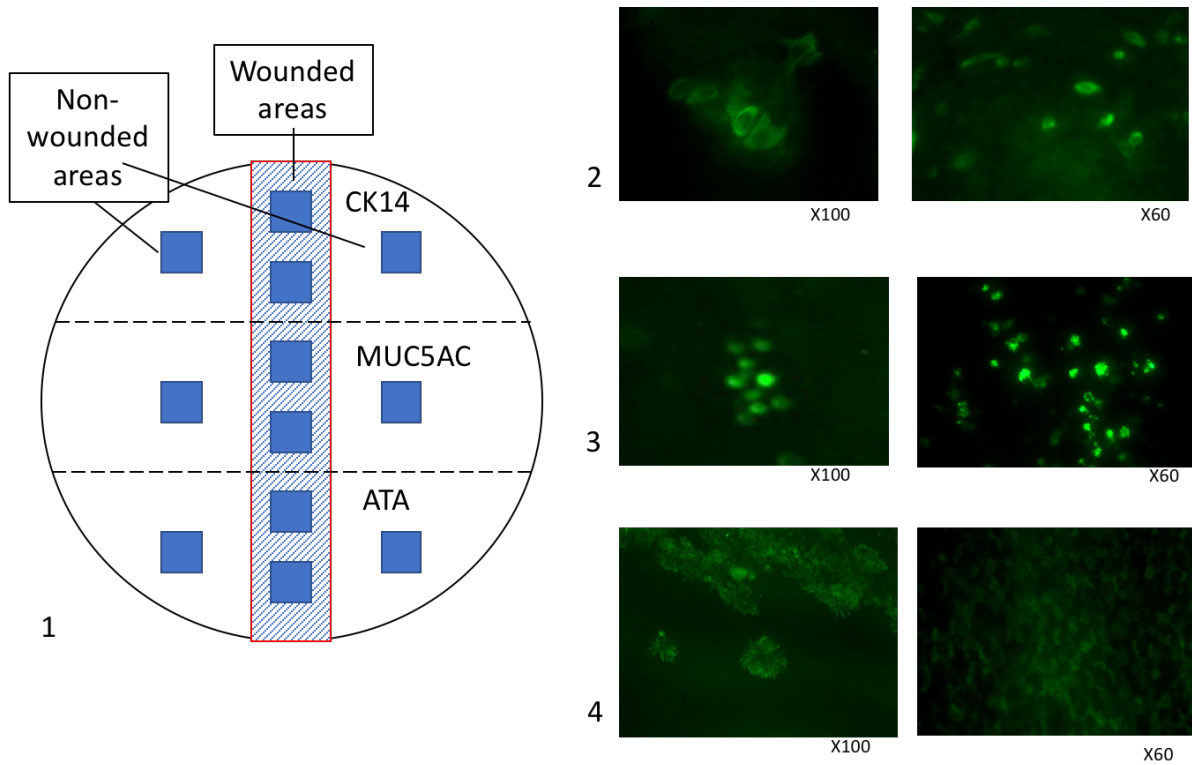 Non-
wounded
areas
Wounded
areas
CK14
MUC5AC
ATA
1
2
X100
X60
3
X100
X60
4
X100
X60